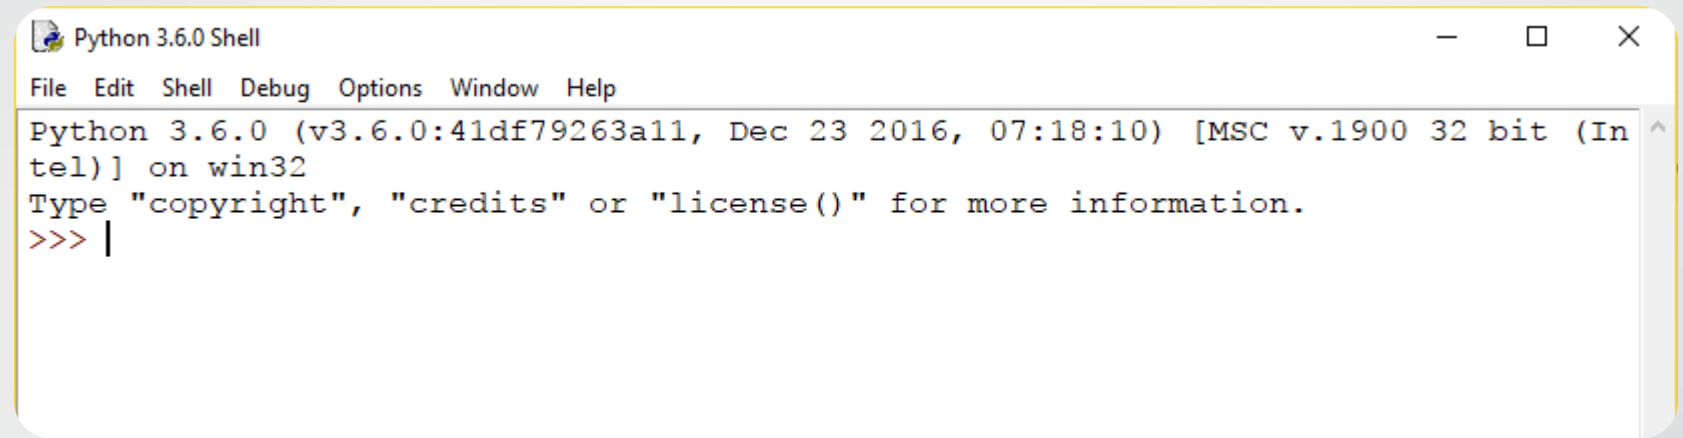 Python 3.6.0 Shell
File Edit Shell Debug Options Window Help
Python 3.6.0 (v3.6.0:41df79263a11, Dec 23 2016, 07:18:10) [MSC v.1900 32 bit (In
tel)] on win32
Type "copyright", "credits" or "license()" for more information.
>>>